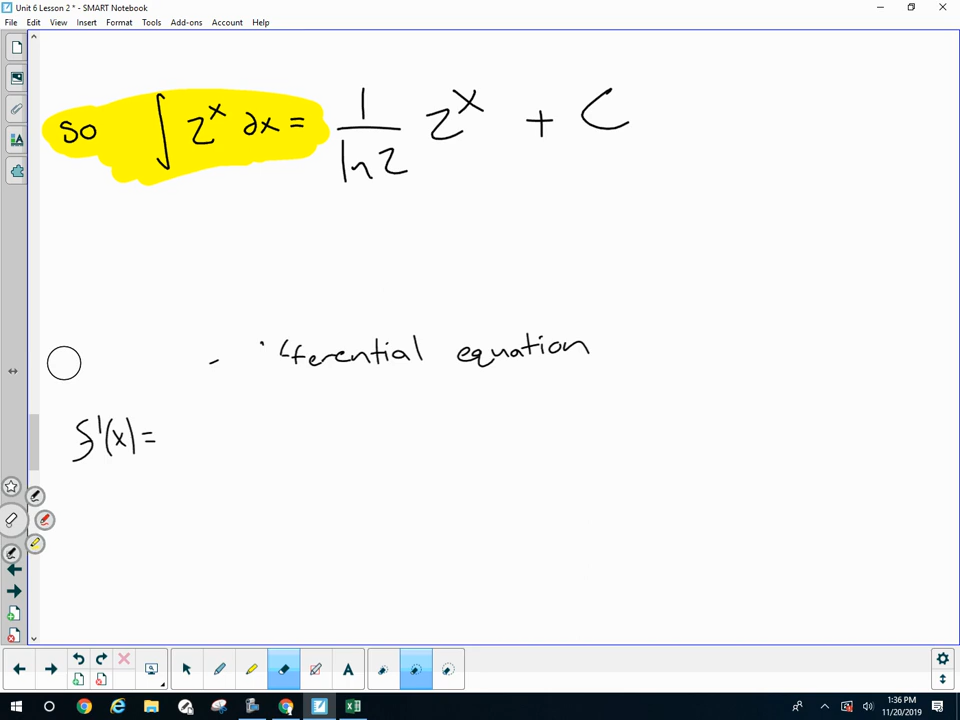 Unit 6 Lesson 2 * - SMART Notebook
File Edit View Insert Format Tools Add-ons Account Help
so ∫ 2^x dx = 1/ln2 2^x + C
fferential equation
f'(x) =
A
1:36 PM
11/20/2019